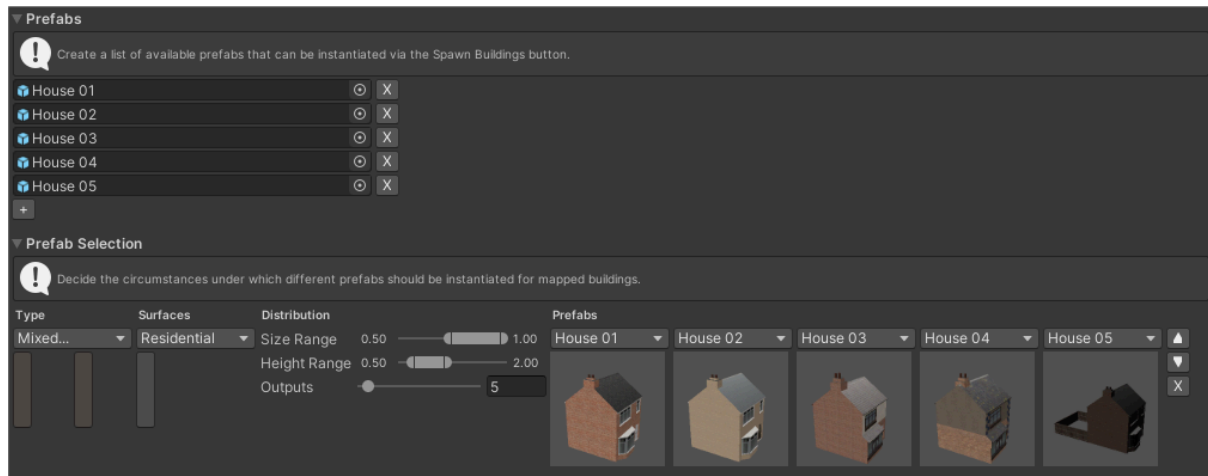 Prefabs
Create a list of available prefabs that can be instantiated via the Spawn Buildings button.
House 01 X
House 02 X
House 03 X
House 04 X
House 05 X
+
Prefab Selection
Decide the circumstances under which different prefabs should be instantiated for mapped buildings.
Type Surfaces Distribution Prefabs
Mixed... Residential Size Range 0.50 1.00 House 01 House 02 House 03 House 04 House 05
Height Range 0.50 2.00
Outputs 5 X